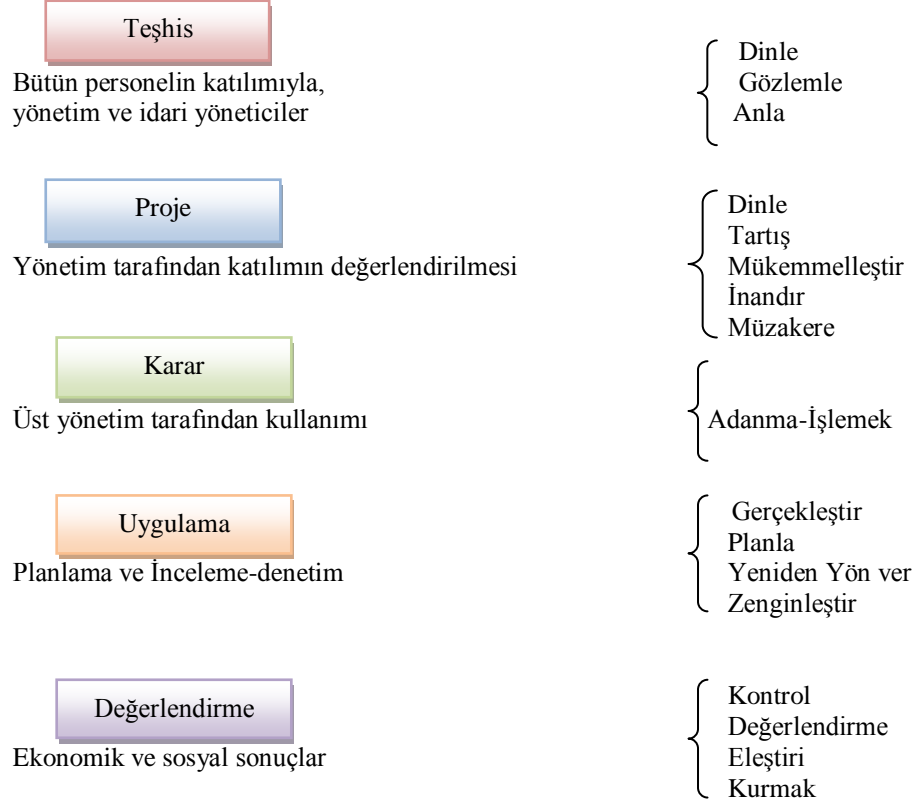 Teşhis
Bütün personelin katılımıyla,
yönetim ve idari yöneticiler
Dinle
Gözlemle
Anla
Proje
Yönetim tarafından katılımın değerlendirilmesi
Dinle
Tartış
Mükemmelleştir
İnandır
Müzakere
Karar
Üst yönetim tarafından kullanımı
Adanma-İşlemek
Uygulama
Planlama ve İnceleme-denetim
Gerçekleştir
Planla
Yeniden Yön ver
Zenginleştir
Değerlendirme
Ekonomik ve sosyal sonuçlar
Kontrol
Değerlendirme
Eleştiri
Kurmak